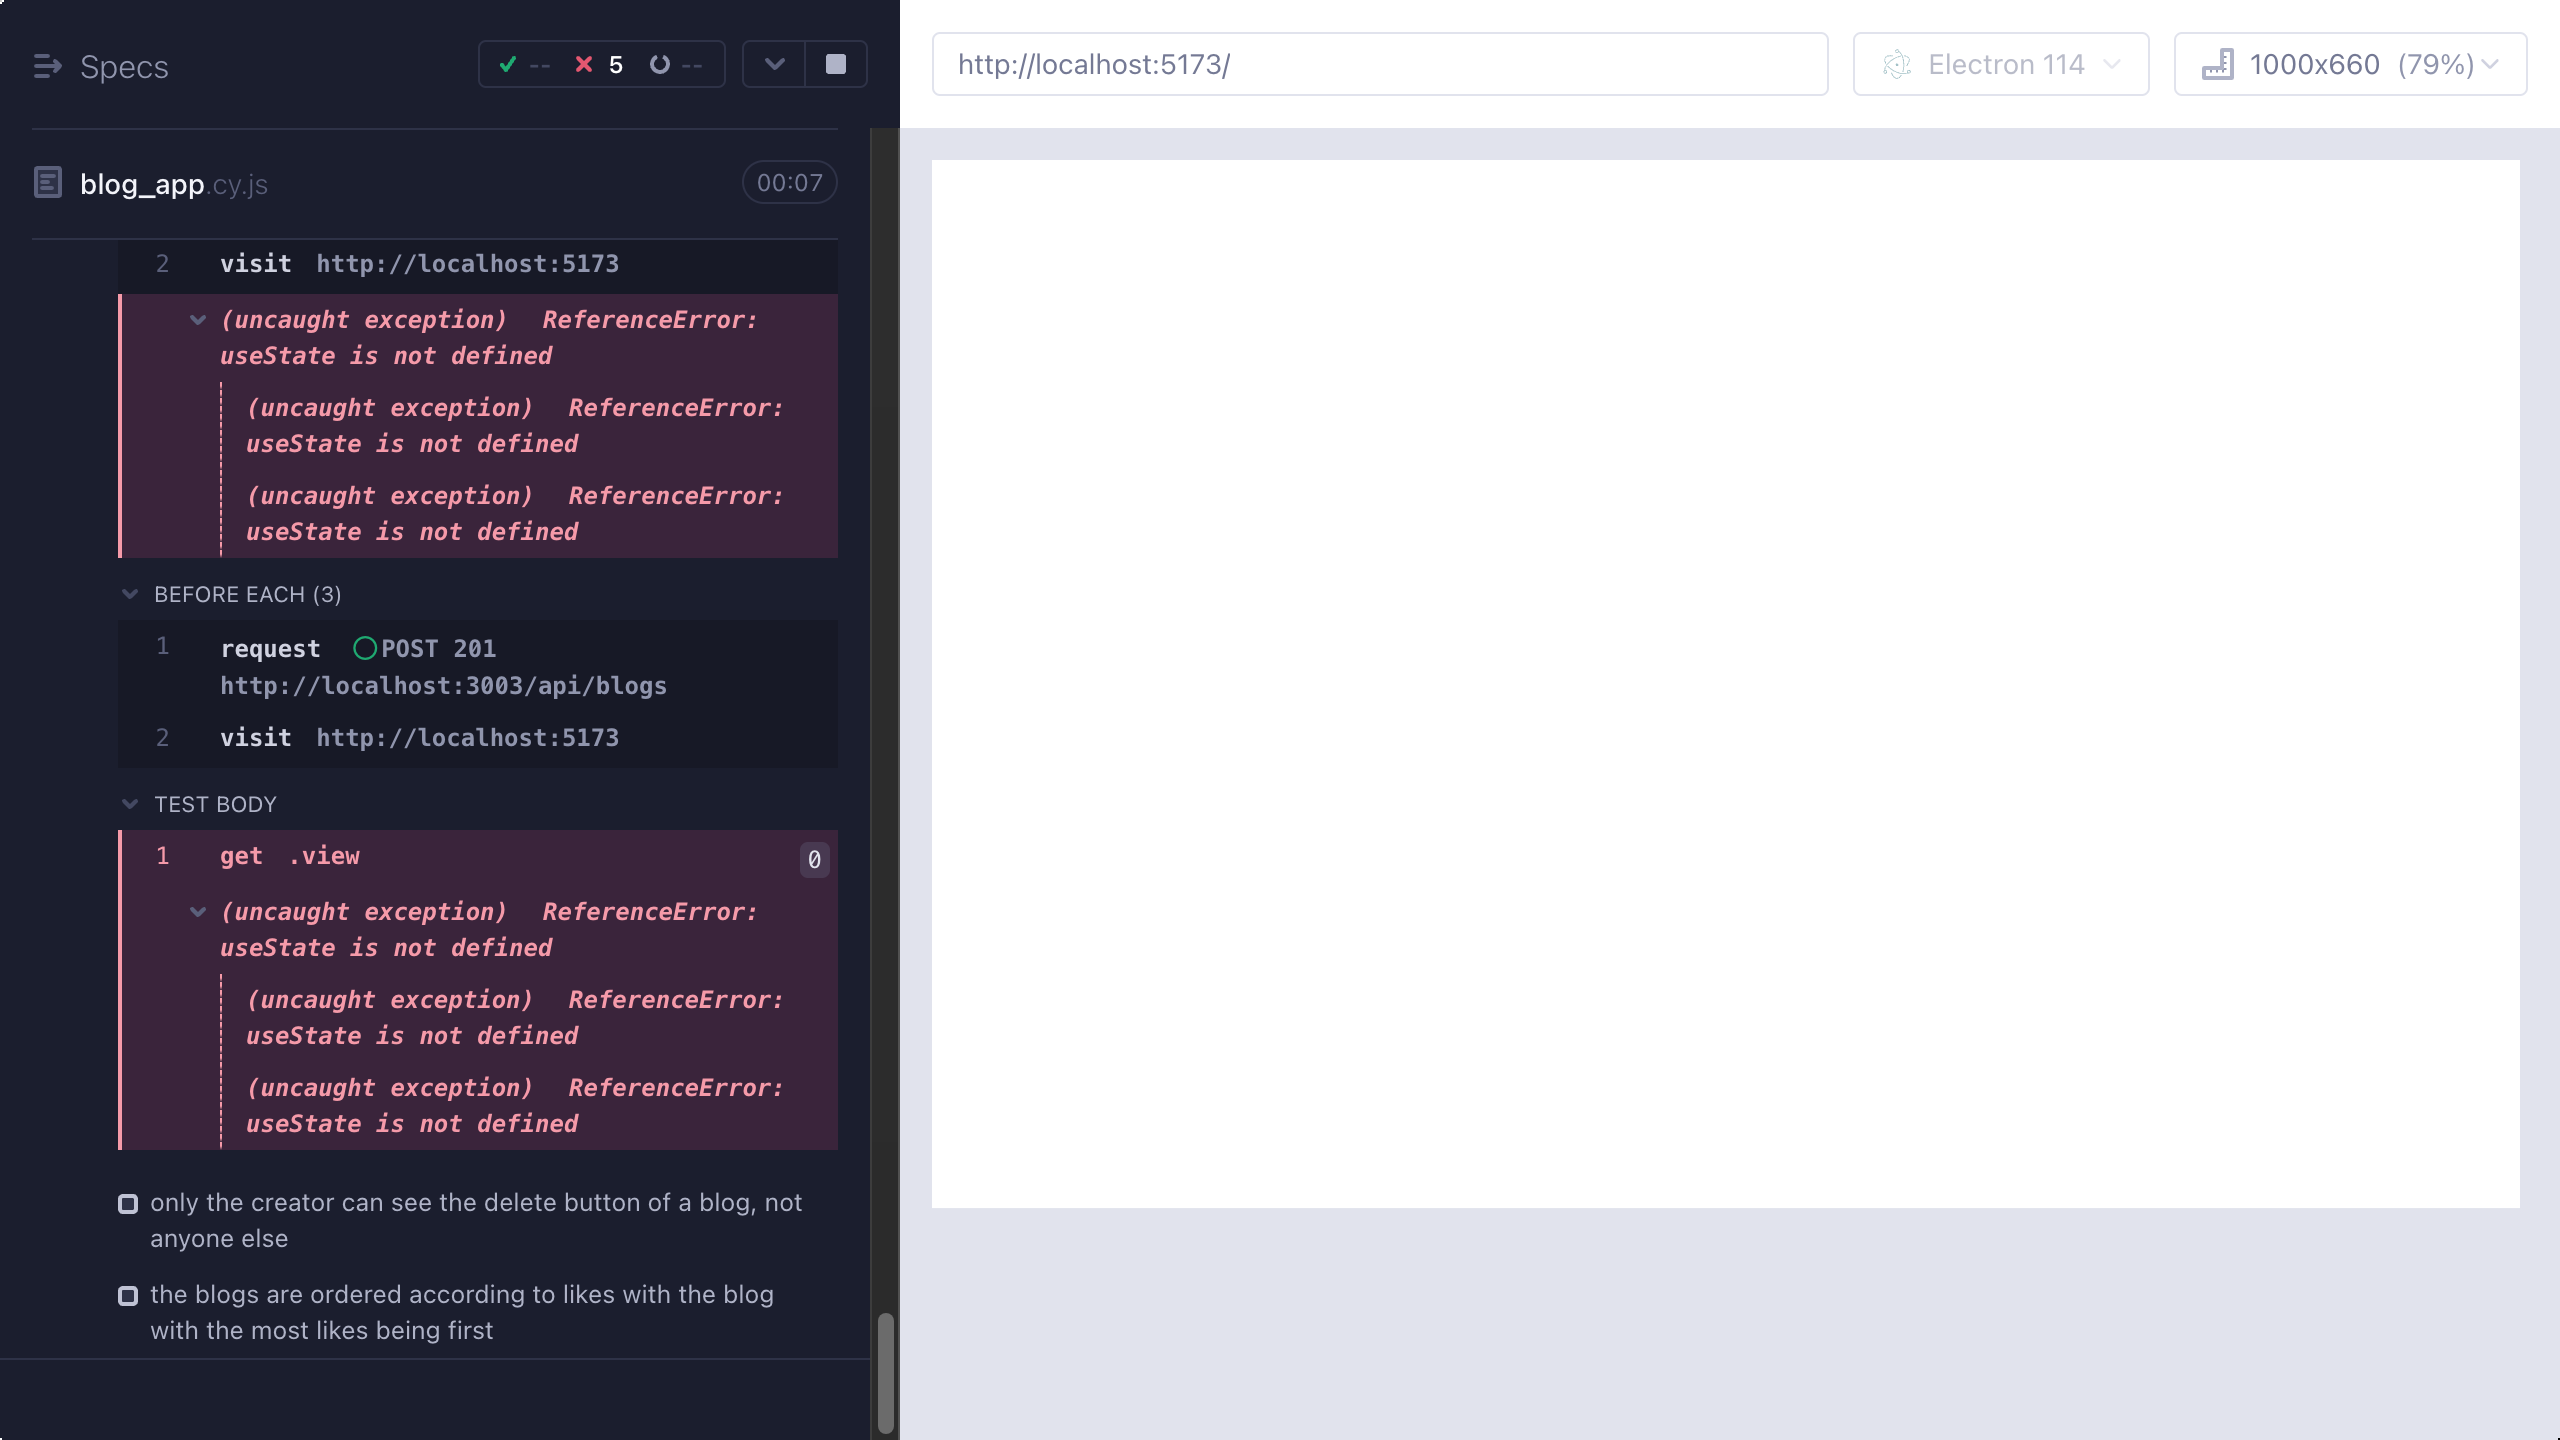 Specs
-- 5 --
blog_app.cy.js
00:07
2 visit http://localhost:5173
(uncaught exception) ReferenceError:
useState is not defined
(uncaught exception) ReferenceError:
useState is not defined
(uncaught exception) ReferenceError:
useState is not defined
BEFORE EACH (3)
1 request POST 201
http://localhost:3003/api/blogs
2 visit http://localhost:5173
TEST BODY
1 get .view 0
(uncaught exception) ReferenceError:
useState is not defined
(uncaught exception) ReferenceError:
useState is not defined
(uncaught exception) ReferenceError:
useState is not defined
only the creator can see the delete button of a blog, not
anyone else
the blogs are ordered according to likes with the blog
with the most likes being first
http://localhost:5173/
Electron 114
1000x660 (79%)